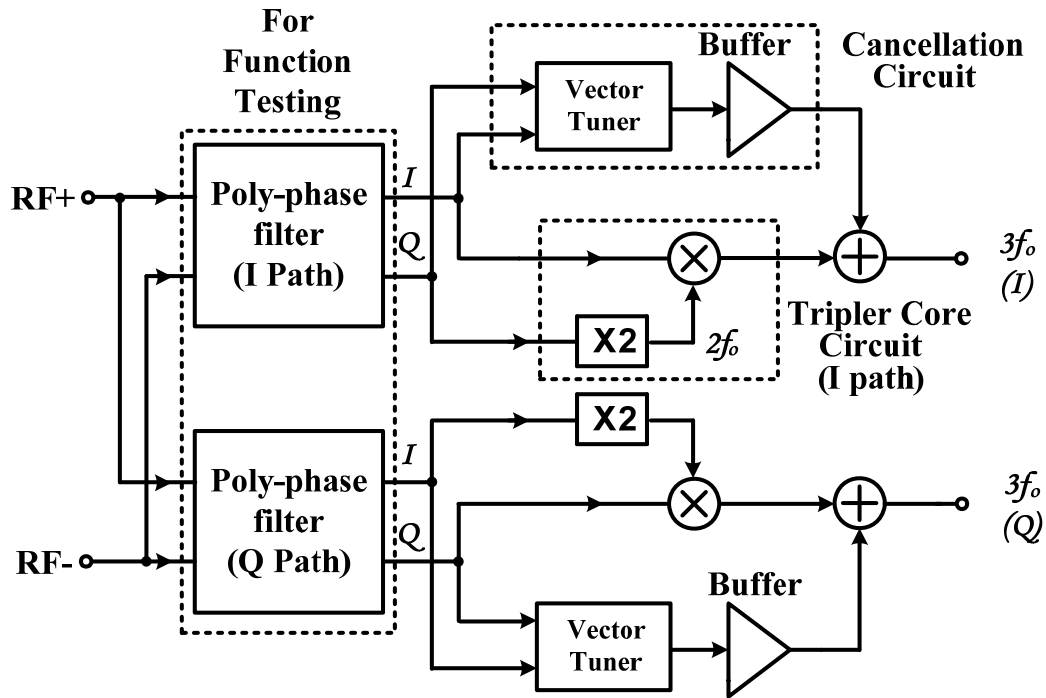 For
Function
Testing
Buffer
Cancellation
Circuit
Vector
Tuner
RF+
Poly-phase
filter
(I Path)
I
Q
3fo
(I)
X2
2fo
Tripler Core
Circuit
(I path)
X2
Poly-phase
filter
(Q Path)
I
Q
3fo
(Q)
RF-
Buffer
Vector
Tuner